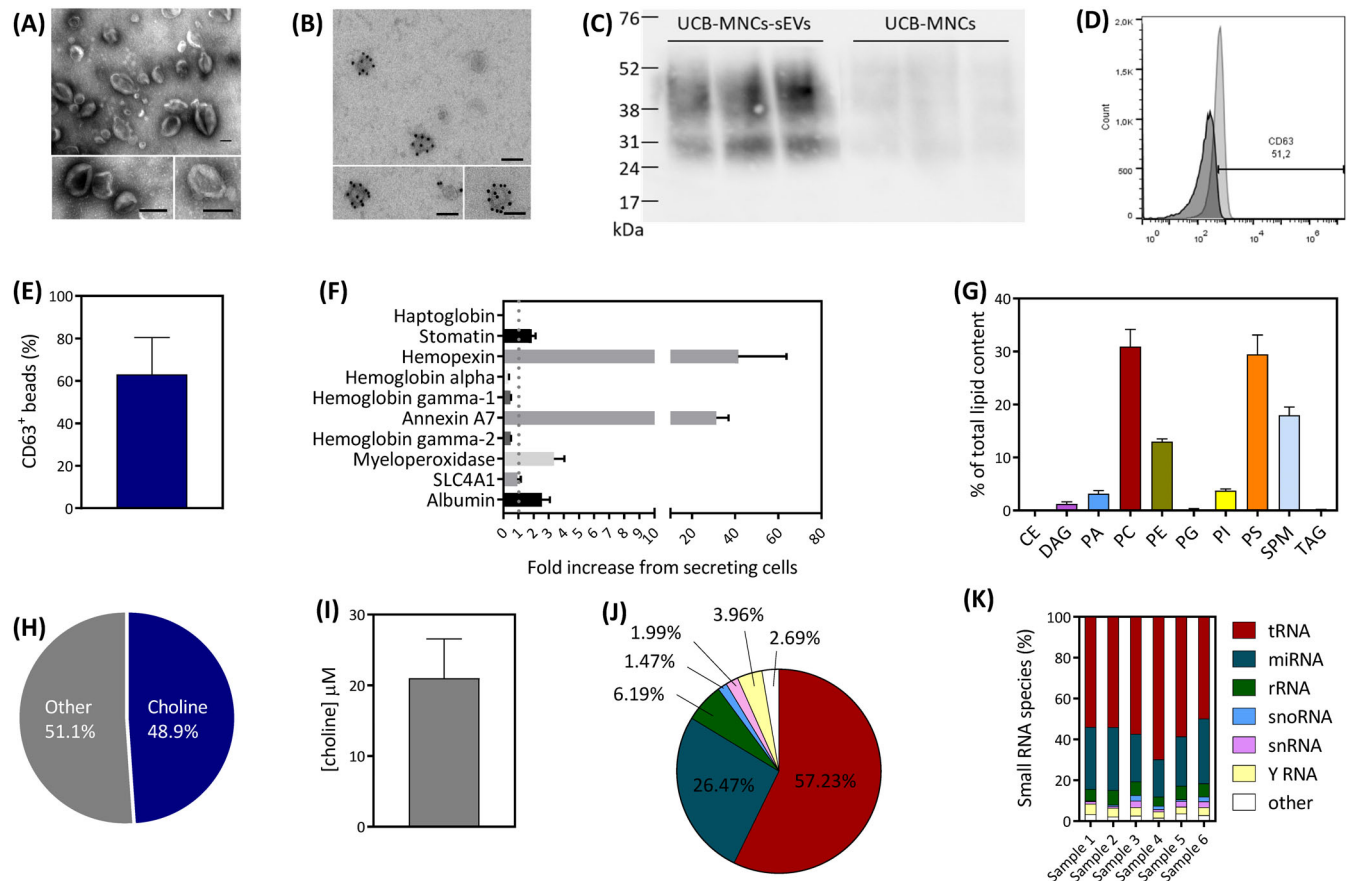 (A)
(B)
(C)
76
52
38
31
24
17
kDa
UCB-MNCs-sEVs
UCB-MNCs
(D)
2,0K
1,5K
1,0K
500
0
Count
CD63
51,2
10^0
10^2
10^4
10^6
(E)
100
80
60
40
20
0
CD63+ beads (%)
(F)
Haptoglobin
Stomatin
Hemopexin
Hemoglobin alpha
Hemoglobin gamma-1
Annexin A7
Hemoglobin gamma-2
Myeloperoxidase
SLC4A1
Albumin
0 1 2 3 4 5 6 7 8 9 10 20 40 60 80
Fold increase from secreting cells
(G)
% of total lipid content
40
30
20
10
0
CE DAG PA PC PE PG PI PS SPM TAG
(H)
Other
51.1%
Choline
48.9%
(I)
[choline] μM
30
20
10
0
(J)
3.96%
1.99%
2.69%
1.47%
6.19%
26.47%
57.23%
(K)
Small RNA species (%)
100
80
60
40
20
0
Sample 1
Sample 2
Sample 3
Sample 4
Sample 5
Sample 6
tRNA
miRNA
rRNA
snoRNA
snRNA
Y RNA
other